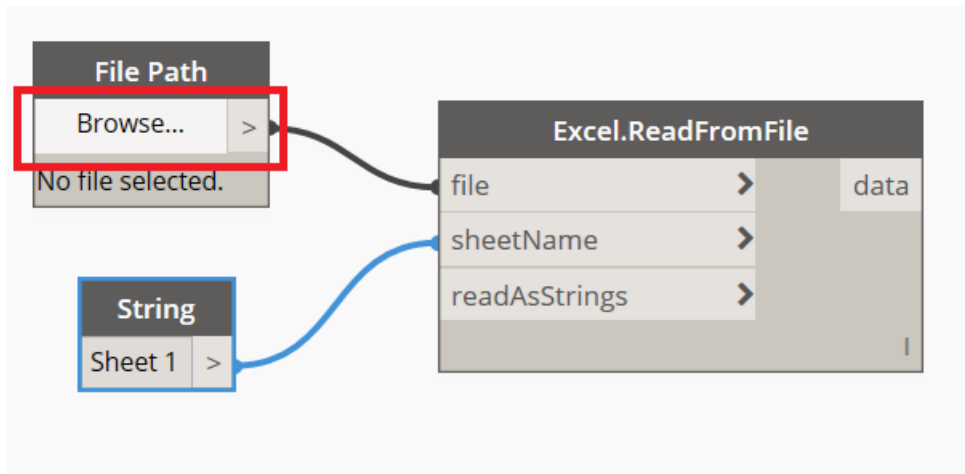 File Path
Browse...
>
No file selected.
Excel.ReadFromFile
file
data
sheetName
readAsStrings
String
Sheet 1
>
l